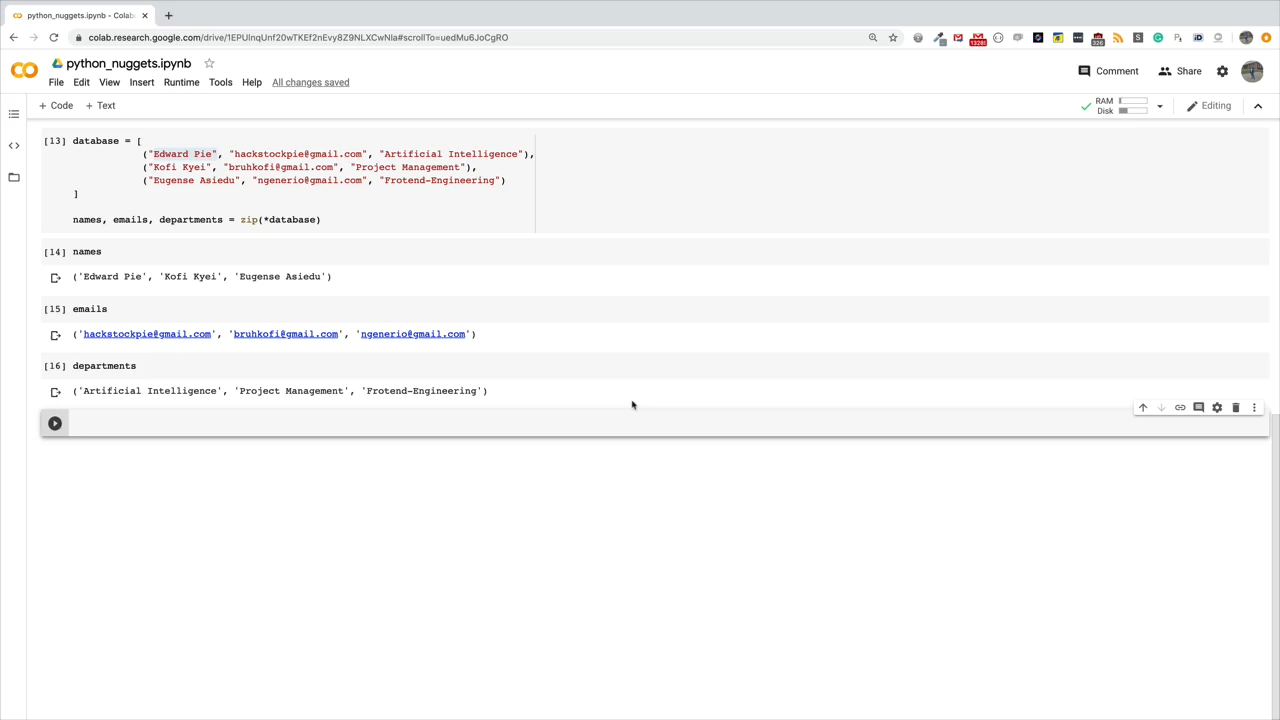 python_nuggets.ipynb - Colab
colab.research.google.com/drive/1EPUlnqUnf20wTKEf2nEvy8Z9NLXCwNla#scrollTo=uedMu6JoCgRO
python_nuggets.ipynb
File Edit View Insert Runtime Tools Help All changes saved
Comment Share
+ Code + Text
RAM
Disk
Editing
[13] database = [
("Edward Pie", "hackstockpie@gmail.com", "Artificial Intelligence"),
("Kofi Kyei", "bruhkofi@gmail.com", "Project Management"),
("Eugense Asiedu", "ngenerio@gmail.com", "Frotend-Engineering")
]
names, emails, departments = zip(*database)
[14] names
('Edward Pie', 'Kofi Kyei', 'Eugense Asiedu')
[15] emails
('hackstockpie@gmail.com', 'bruhkofi@gmail.com', 'ngenerio@gmail.com')
[16] departments
('Artificial Intelligence', 'Project Management', 'Frotend-Engineering')